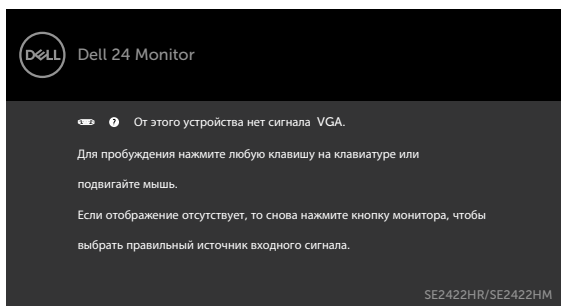 DELL Dell 24 Monitor
От этого устройства нет сигнала VGA.
Для пробуждения нажмите любую клавишу на клавиатуре или
подвигайте мышь.
Если отображение отсутствует, то снова нажмите кнопку монитора, чтобы
выбрать правильный источник входного сигнала.
SE2422HR/SE2422HM